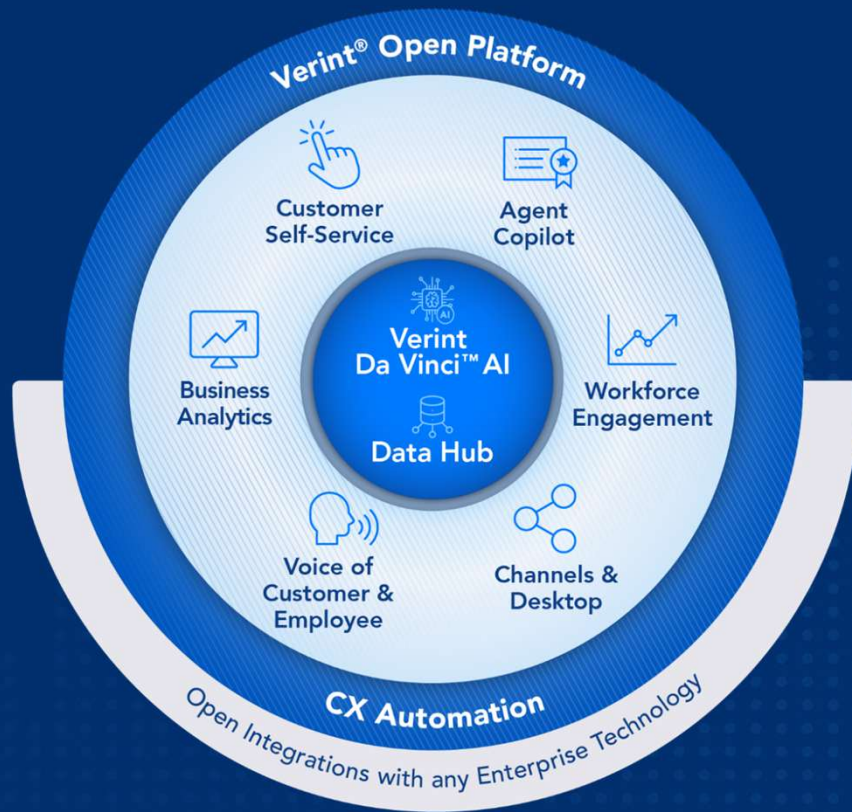 Verint® Open Platform
Customer
Self-Service
Agent
Copilot
Business
Analytics
AI
Verint
Da Vinci™ AI
Data Hub
Workforce
Engagement
Voice of
Customer &
Employee
Channels &
Desktop
CX Automation
Open Integrations with any Enterprise Technology